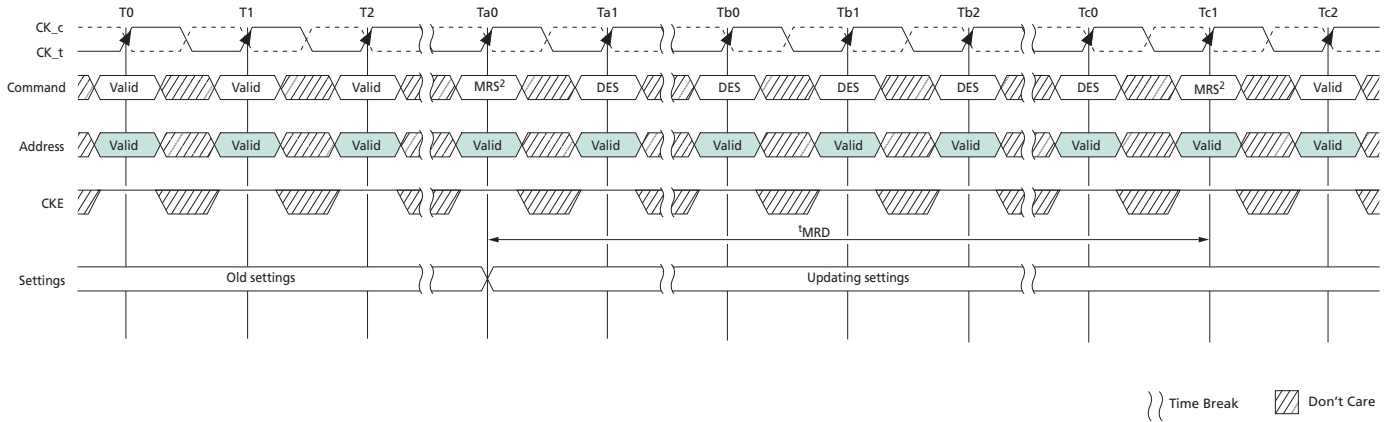 T0 T1 T2 Ta0 Ta1 Tb0 Tb1 Tb2 Tc0 Tc1 Tc2
CK_c
CK_t
Command Valid Valid Valid MRS² DES DES DES DES DES MRS² Valid
Address Valid Valid Valid Valid Valid Valid Valid Valid Valid Valid Valid
CKE
ᵗMRD
Settings Old settings Updating settings
Time Break Don't Care